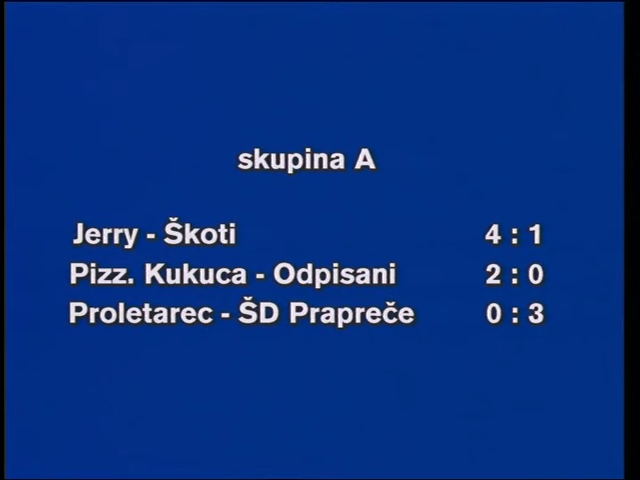 skupina A
Jerry - Škoti 4 : 1
Pizz. Kukuca - Odpisani 2 : 0
Proletarec - ŠD Prapreče 0 : 3